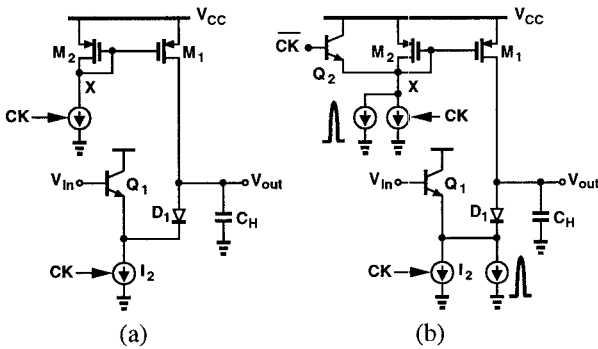 V_CC
M_2
M_1
X
CK
V_In
Q_1
V_out
D_1
C_H
CK
I_2
(a)
V_CC
CK̅
Q_2
M_2
M_1
X
CK
V_In
Q_1
V_out
D_1
C_H
CK
I_2
(b)